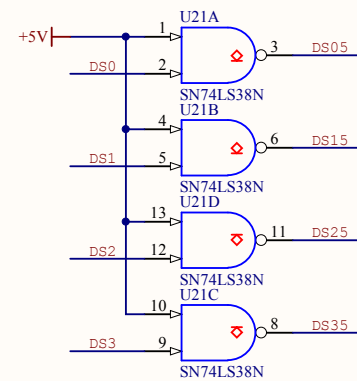 U21A
+5V
1
3
DS05
DS0
2
SN74LS38N
U21B
4
6
DS15
DS1
5
SN74LS38N
U21D
13
11
DS25
DS2
12
SN74LS38N
U21C
10
8
DS35
DS3
9
SN74LS38N